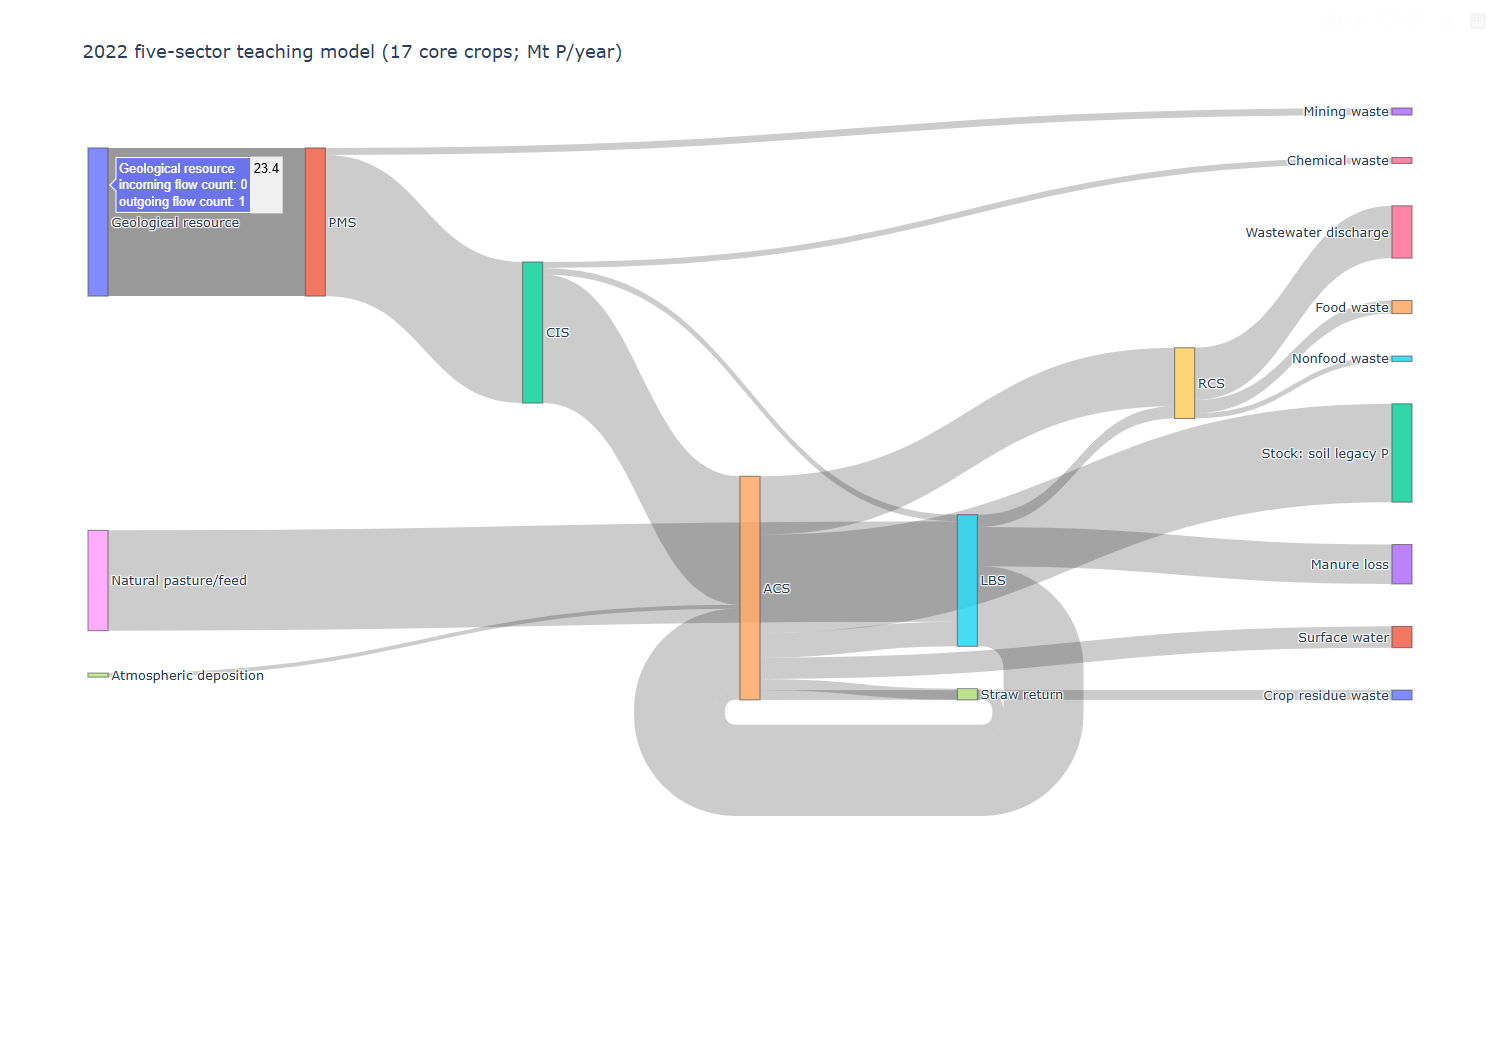 2022 five-sector teaching model (17 core crops; Mt P/year)
Mining waste
Chemical waste
Geological resource 23.4
incoming flow count: 0
outgoing flow count: 1
Geological resource
PMS
Wastewater discharge
Food waste
CIS
Nonfood waste
RCS
Stock: soil legacy P
Manure loss
Natural pasture/feed
ACS
LBS
Surface water
Atmospheric deposition
Straw return
Crop residue waste